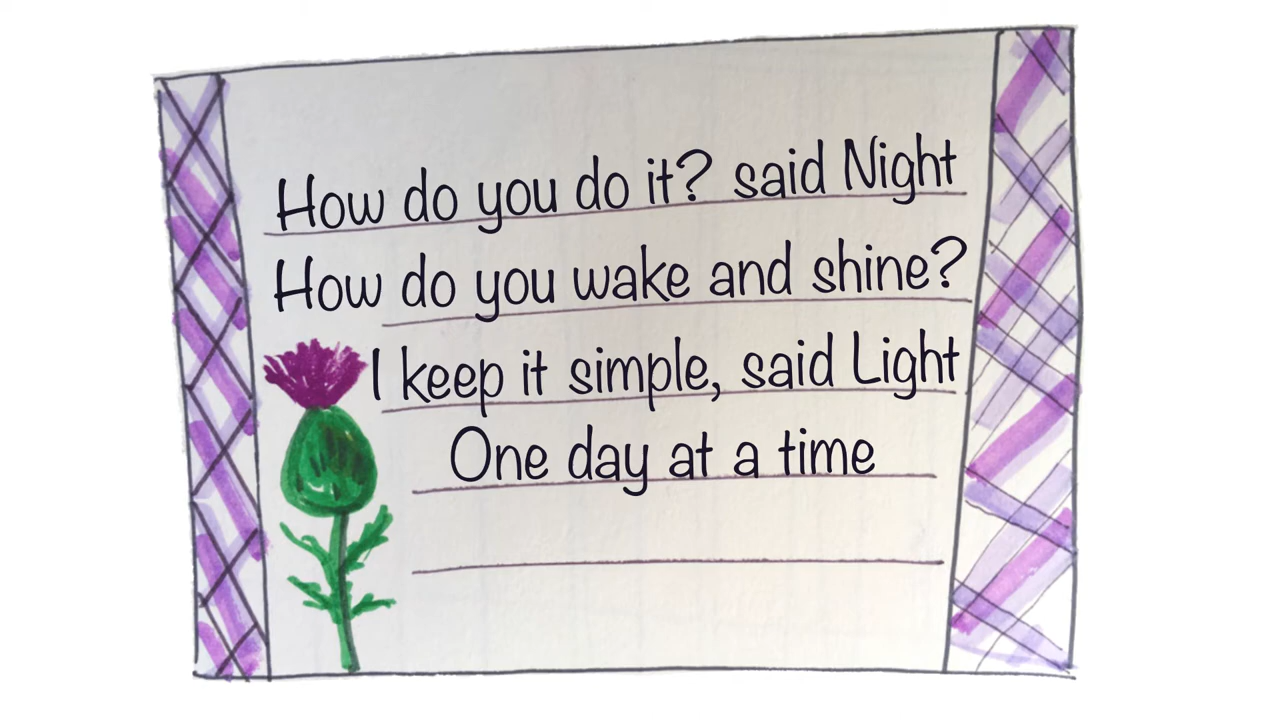 How do you do it? said Night
How do you wake and shine?
I keep it simple, said Light
One day at a time